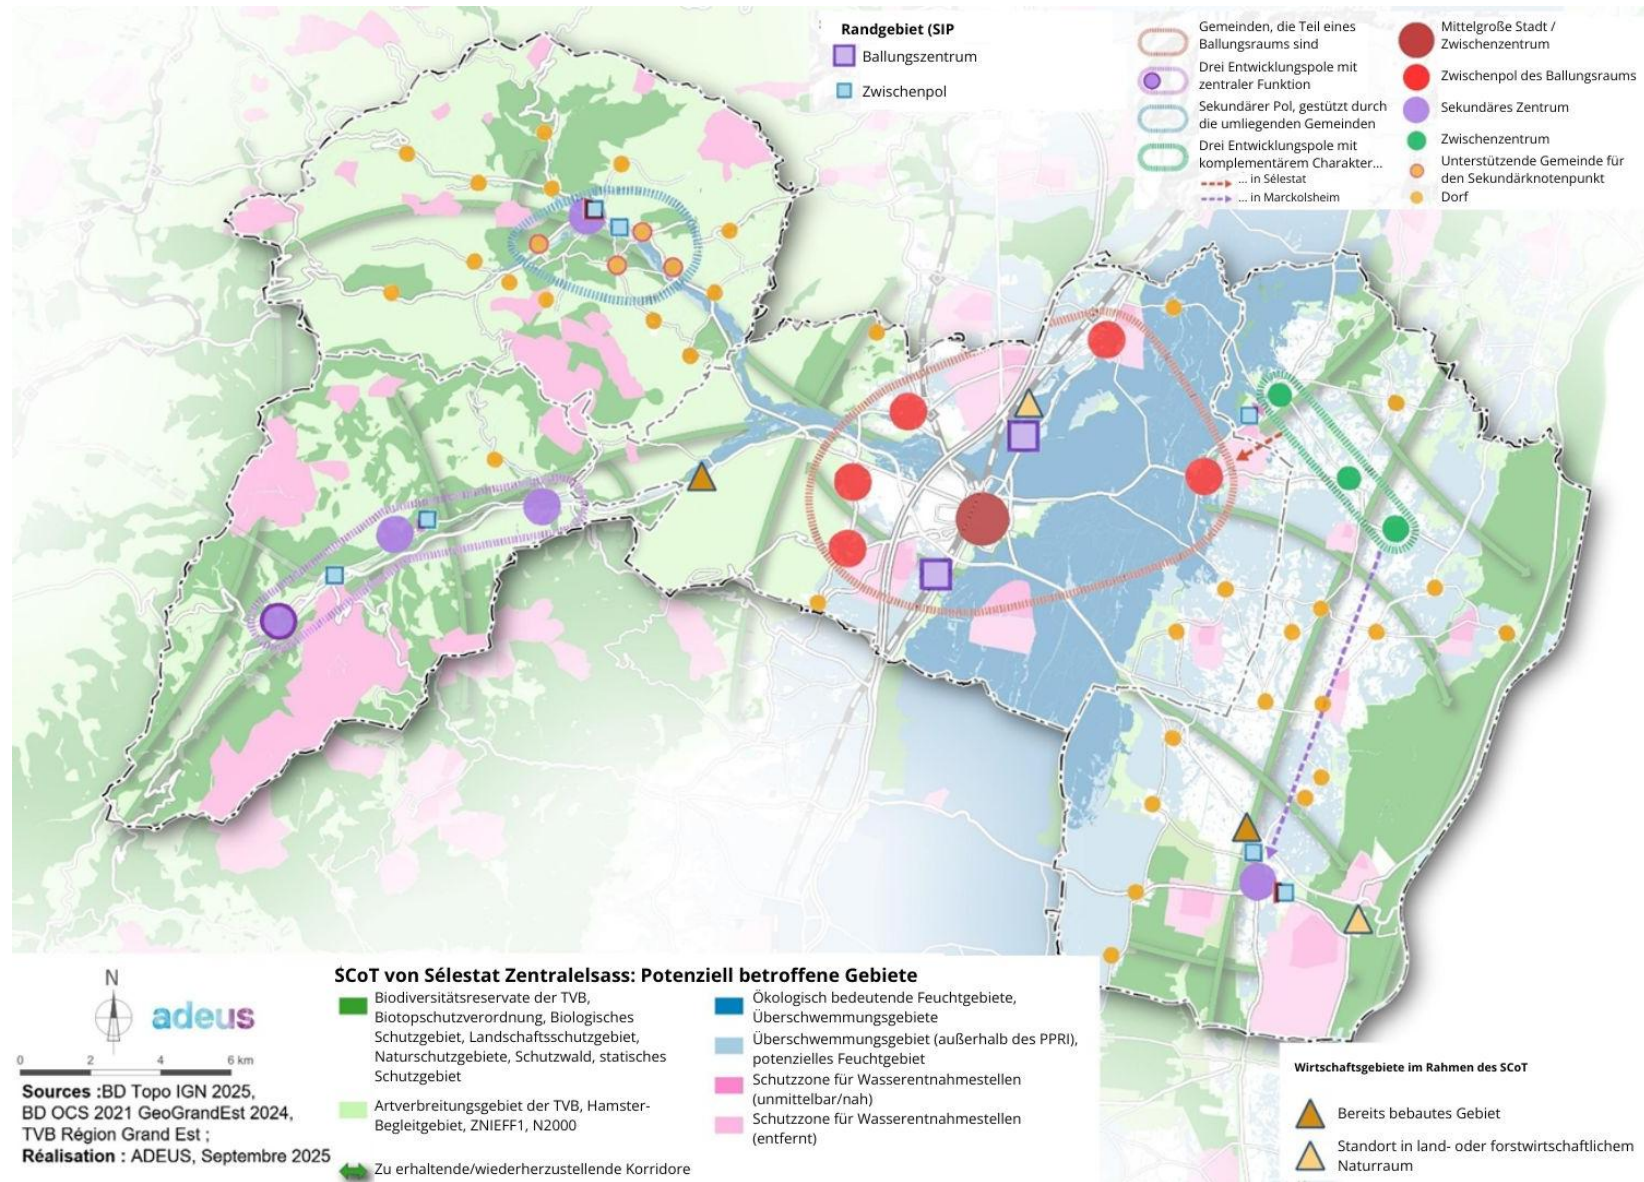 Randgebiet (SIP
Ballungszentrum
Zwischenpol
Gemeinden, die Teil eines
Ballungsraums sind
Drei Entwicklungspole mit
zentraler Funktion
Sekundärer Pol, gestützt durch
die umliegenden Gemeinden
Drei Entwicklungspole mit
komplementärem Charakter...
... in Sélestat
... in Marckolsheim
Mittelgroße Stadt /
Zwischenzentrum
Zwischenpol des Ballungsraums
Sekundäres Zentrum
Zwischenzentrum
Unterstützende Gemeinde für
den Sekundärknotenpunkt
Dorf
N
adeus
0 2 4 6 km
Sources :BD Topo IGN 2025,
BD OCS 2021 GeoGrandEst 2024,
TVB Région Grand Est ;
Réalisation : ADEUS, Septembre 2025
SCoT von Sélestat Zentralelsass: Potenziell betroffene Gebiete
Biodiversitätsreservate der TVB,
Biotopschutzverordnung, Biologisches
Schutzgebiet, Landschaftsschutzgebiet,
Naturschutzgebiete, Schutzwald, statisches
Schutzgebiet
Artverbreitungsgebiet der TVB, Hamster-
Begleitgebiet, ZNIEFF1, N2000
Zu erhaltende/wiederherzustellende Korridore
Ökologisch bedeutende Feuchtgebiete,
Überschwemmungsgebiete
Überschwemmungsgebiet (außerhalb des PPRI),
potenzielles Feuchtgebiet
Schutzzone für Wasserentnahmestellen
(unmittelbar/nah)
Schutzzone für Wasserentnahmestellen
(entfernt)
Wirtschaftsgebiete im Rahmen des SCoT
Bereits bebautes Gebiet
Standort in land- oder forstwirtschaftlichem
Naturraum